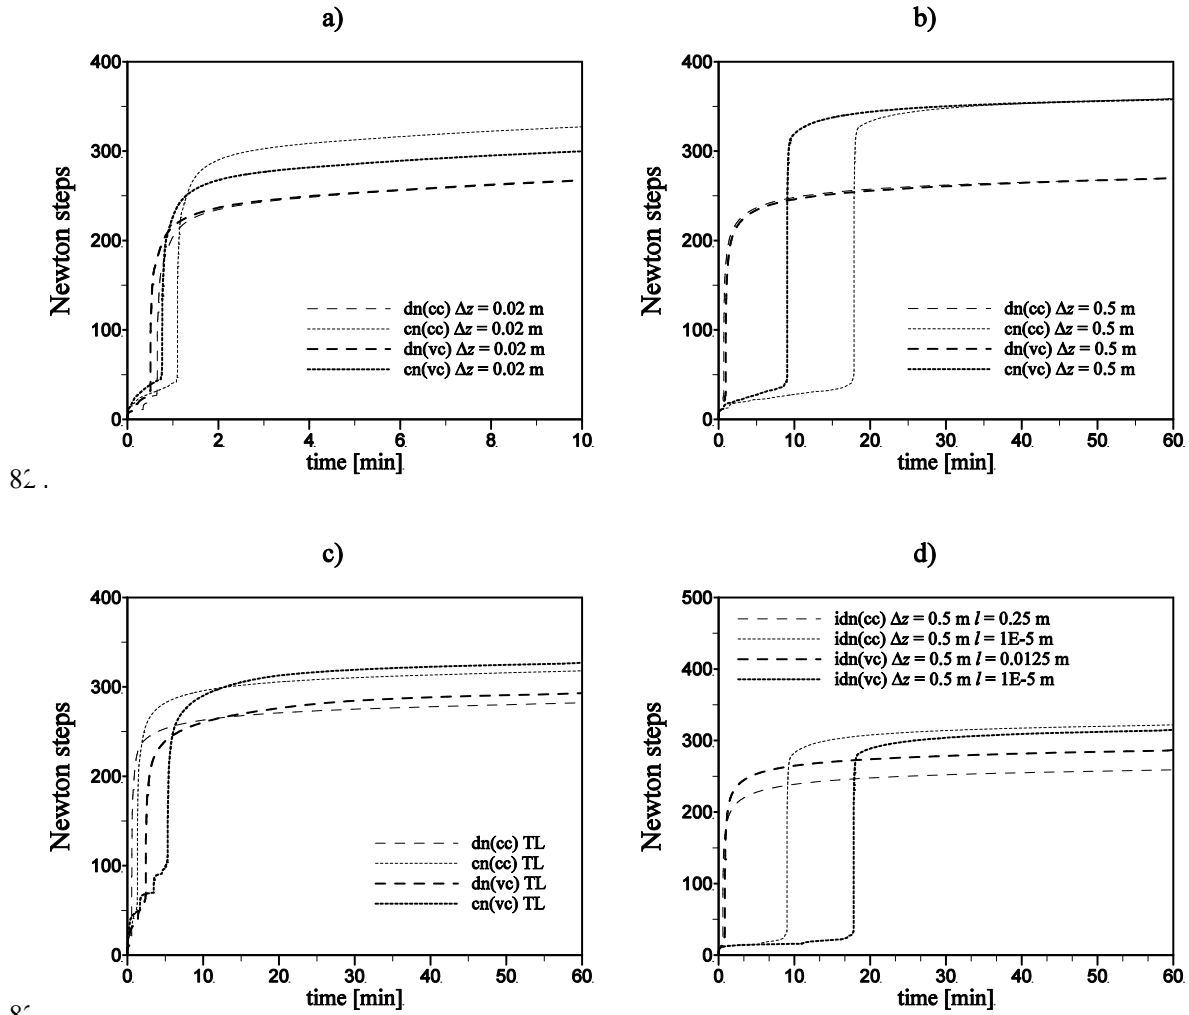 a)
400
300
200
100
0
0. 2. 4. 6. 8. 10.
Newton steps
time [min]
dn(cc) Δz = 0.02 m
cn(cc) Δz = 0.02 m
dn(vc) Δz = 0.02 m
cn(vc) Δz = 0.02 m
b)
400
300
200
100
0
0. 10. 20. 30. 40. 50. 60.
Newton steps
time [min]
dn(cc) Δz = 0.5 m
cn(cc) Δz = 0.5 m
dn(vc) Δz = 0.5 m
cn(vc) Δz = 0.5 m
c)
400
300
200
100
0
0. 10. 20. 30. 40. 50. 60.
Newton steps
time [min]
dn(cc) TL
cn(cc) TL
dn(vc) TL
cn(vc) TL
d)
500
400
300
200
100
0
0. 10. 20. 30. 40. 50. 60.
Newton steps
time [min]
idn(cc) Δz = 0.5 m l = 0.25 m
idn(cc) Δz = 0.5 m l = 1E-5 m
idn(vc) Δz = 0.5 m l = 0.0125 m
idn(vc) Δz = 0.5 m l = 1E-5 m